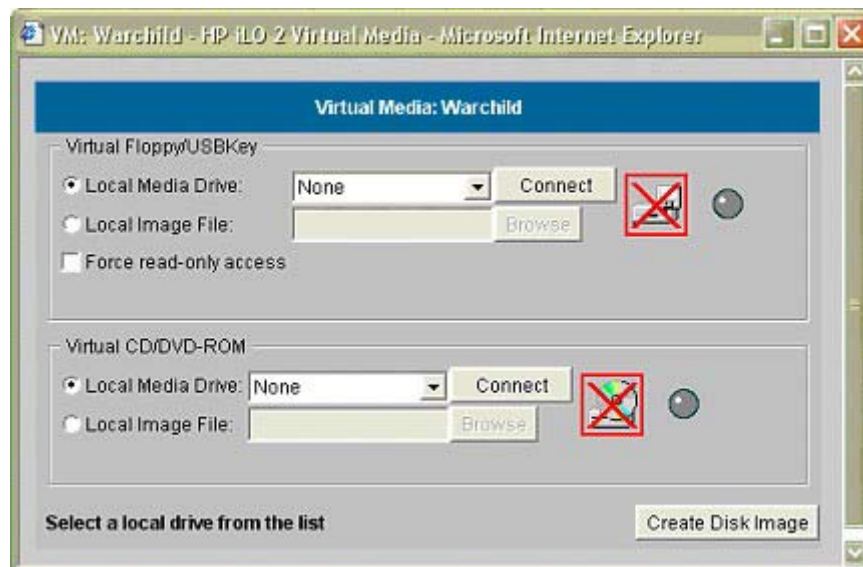 VM: Warchild - HP iLO 2 Virtual Media - Microsoft Internet Explorer
Virtual Media: Warchild
Virtual Floppy/USBKey
Local Media Drive: None Connect
Local Image File: Browse
Force read-only access
Virtual CD/DVD-ROM
Local Media Drive: None Connect
Local Image File: Browse
Select a local drive from the list Create Disk Image